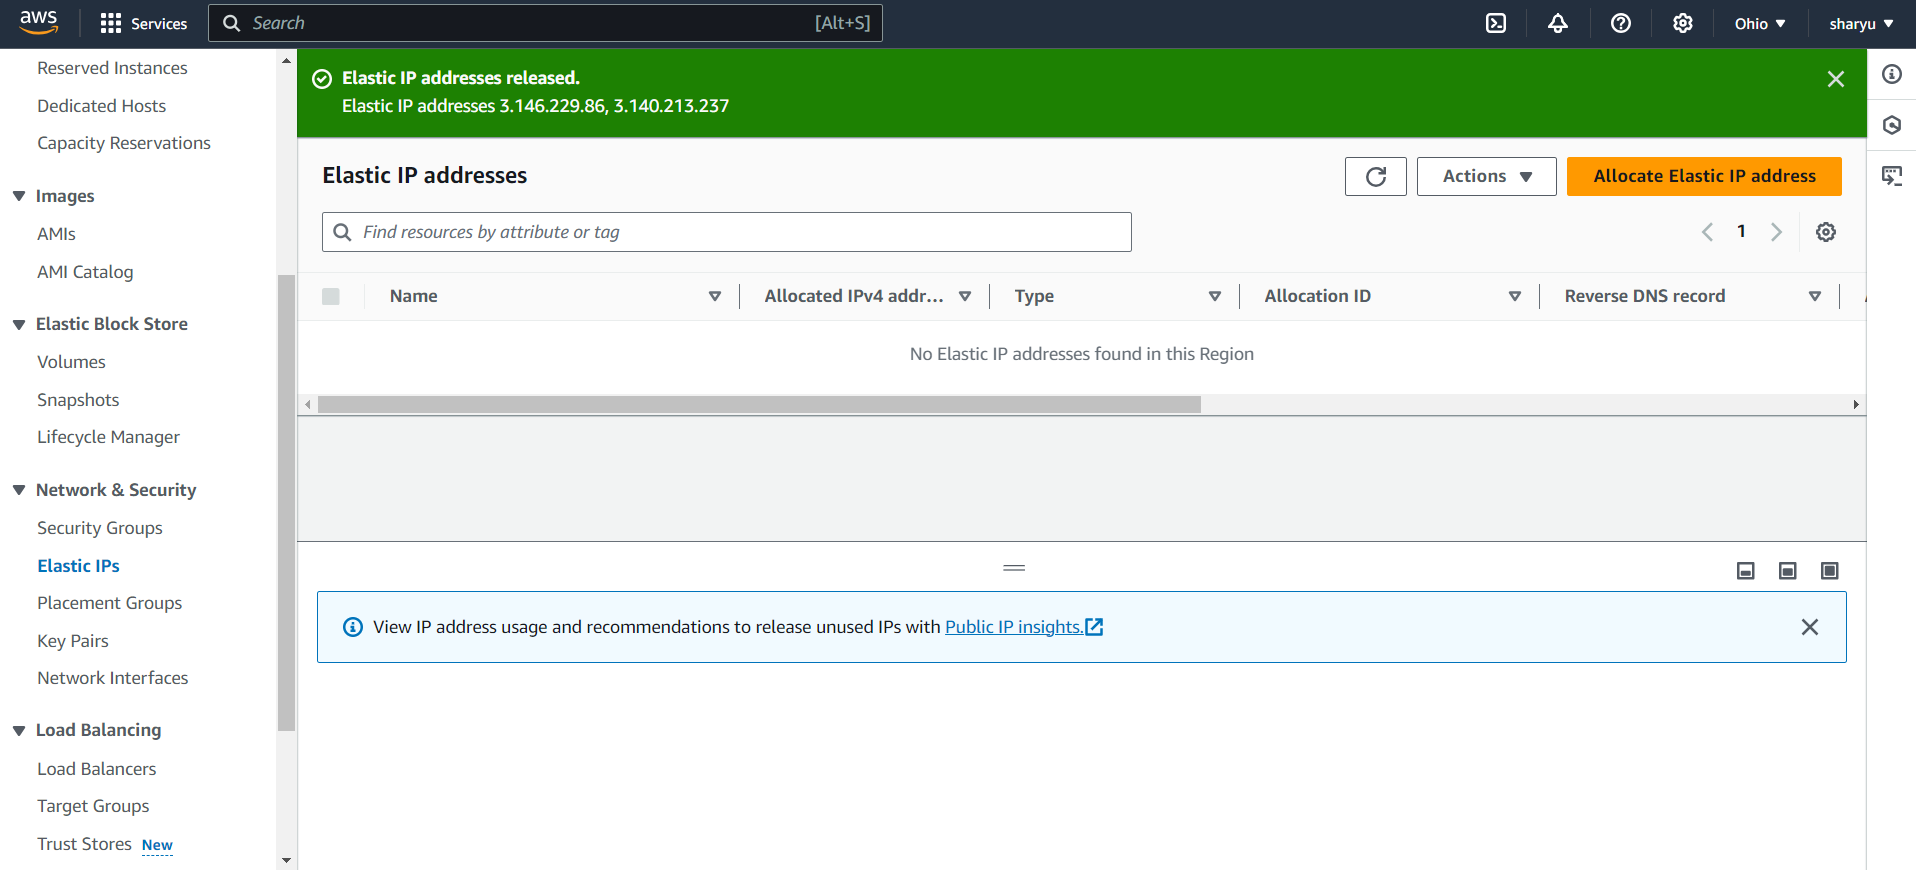 aws Services Search [Alt+S] Ohio sharyu
Reserved Instances
Dedicated Hosts
Capacity Reservations
Images
AMIs
AMI Catalog
Elastic Block Store
Volumes
Snapshots
Lifecycle Manager
Network & Security
Security Groups
Elastic IPs
Placement Groups
Key Pairs
Network Interfaces
Load Balancing
Load Balancers
Target Groups
Trust Stores New
Elastic IP addresses released.
Elastic IP addresses 3.146.229.86, 3.140.213.237
Elastic IP addresses Actions Allocate Elastic IP address
Find resources by attribute or tag 1
Name Allocated IPv4 addr... Type Allocation ID Reverse DNS record
No Elastic IP addresses found in this Region
View IP address usage and recommendations to release unused IPs with Public IP insights.